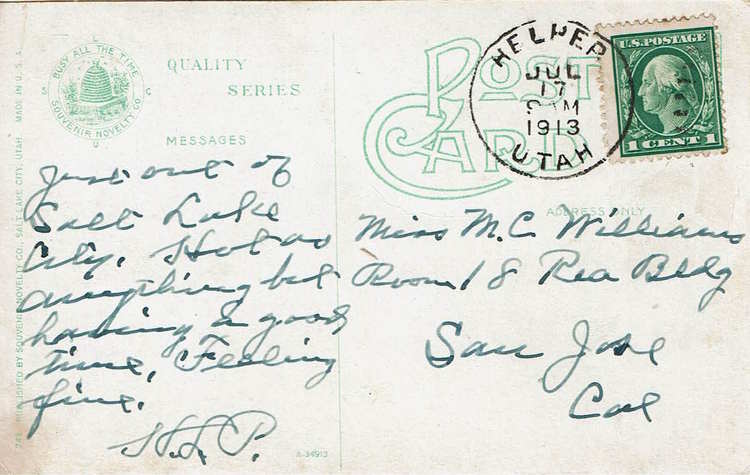 BUSY ALL THE TIME
SOUVENIR NOVELTY CO
S L C U
QUALITY
SERIES
MESSAGES
Just out of
Salt Lake
City, Hot as
anything but
having a good
time, Feeling
fine.
H.L.P.
A-34913
PUBLISHED BY SOUVENIR NOVELTY CO., SALT LAKE CITY, UTAH. MADE IN U.S.A.
POST
CARD
HELPER
JUL
17
AM
1913
UTAH
U.S.POSTAGE
1 CENT 1
ADDRESS ONLY
Miss M.C. Williams
Room 18 Rea Bldg
San Jose
Cal